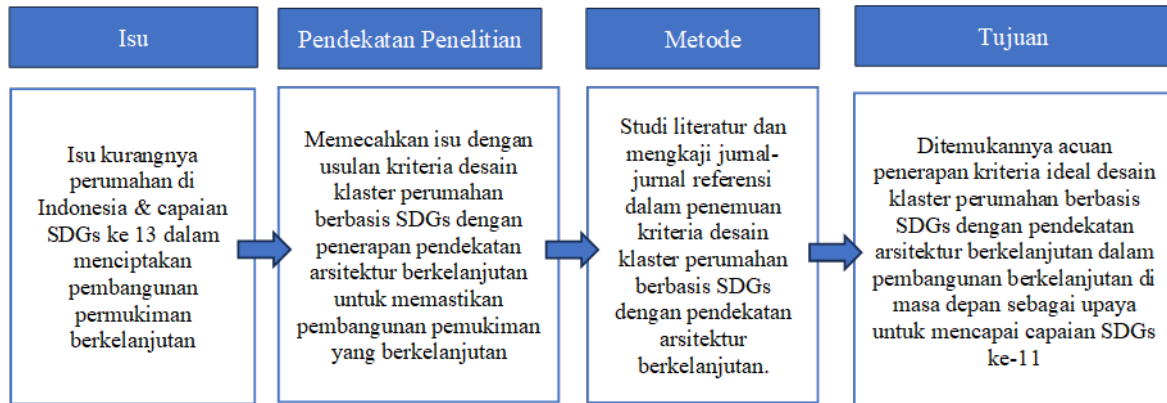 Isu
Isu kurangnya
perumahan di
Indonesia & capaian
SDGs ke 13 dalam
menciptakan
pembangunan
permukiman
berkelanjutan
Pendekatan Penelitian
Memecahkan isu dengan
usulan kriteria desain
klaster perumahan
berbasis SDGs dengan
penerapan pendekatan
arsitektur berkelanjutan
untuk memastikan
pembangunan pemukiman
yang berkelanjutan
Metode
Studi literatur dan
mengkaji jurnal-
jurnal referensi
dalam penemuan
kriteria desain
klaster perumahan
berbasis SDGs
dengan pendekatan
arsitektur
berkelanjutan.
Tujuan
Ditemukannya acuan
penerapan kriteria ideal desain
klaster perumahan berbasis
SDGs dengan pendekatan
arsitektur berkelanjutan dalam
pembangunan berkelanjutan di
masa depan sebagai upaya
untuk mencapai capaian SDGs
ke-11